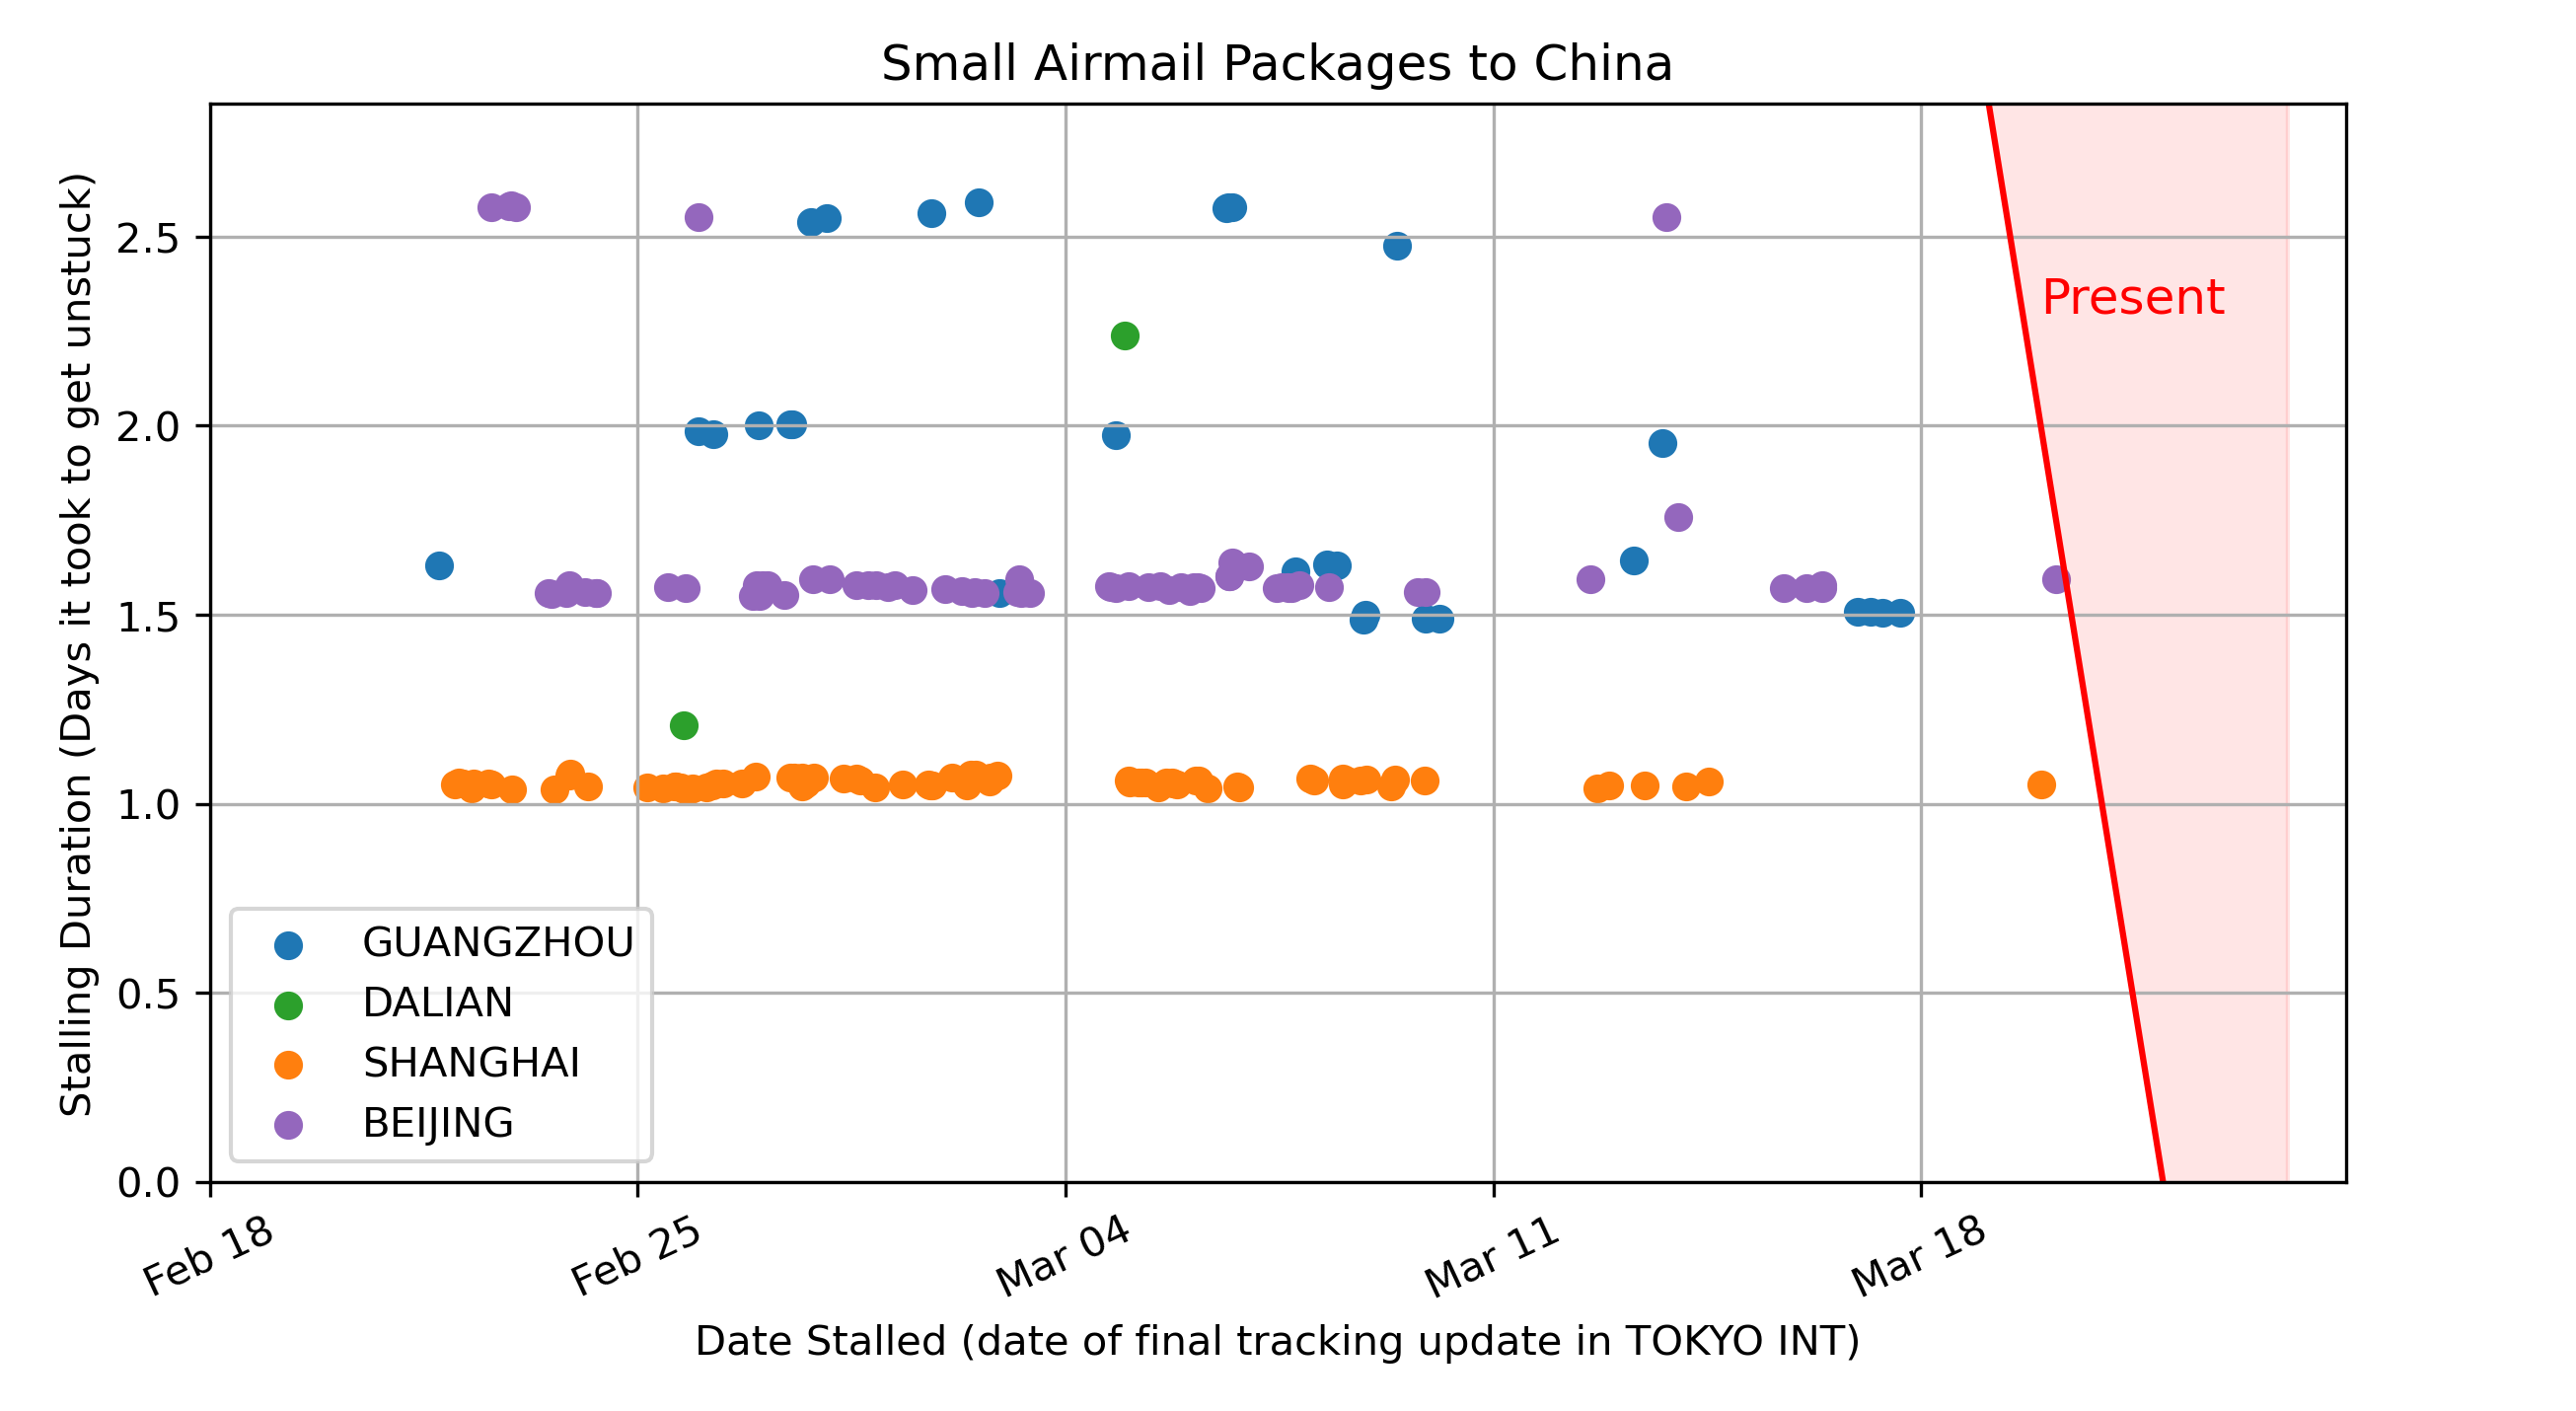 Small Airmail Packages to China
Stalling Duration (Days it took to get unstuck)
2.5
2.0
1.5
1.0
0.5
0.0
Present
GUANGZHOU
DALIAN
SHANGHAI
BEIJING
Feb 18
Feb 25
Mar 04
Mar 11
Mar 18
Date Stalled (date of final tracking update in TOKYO INT)